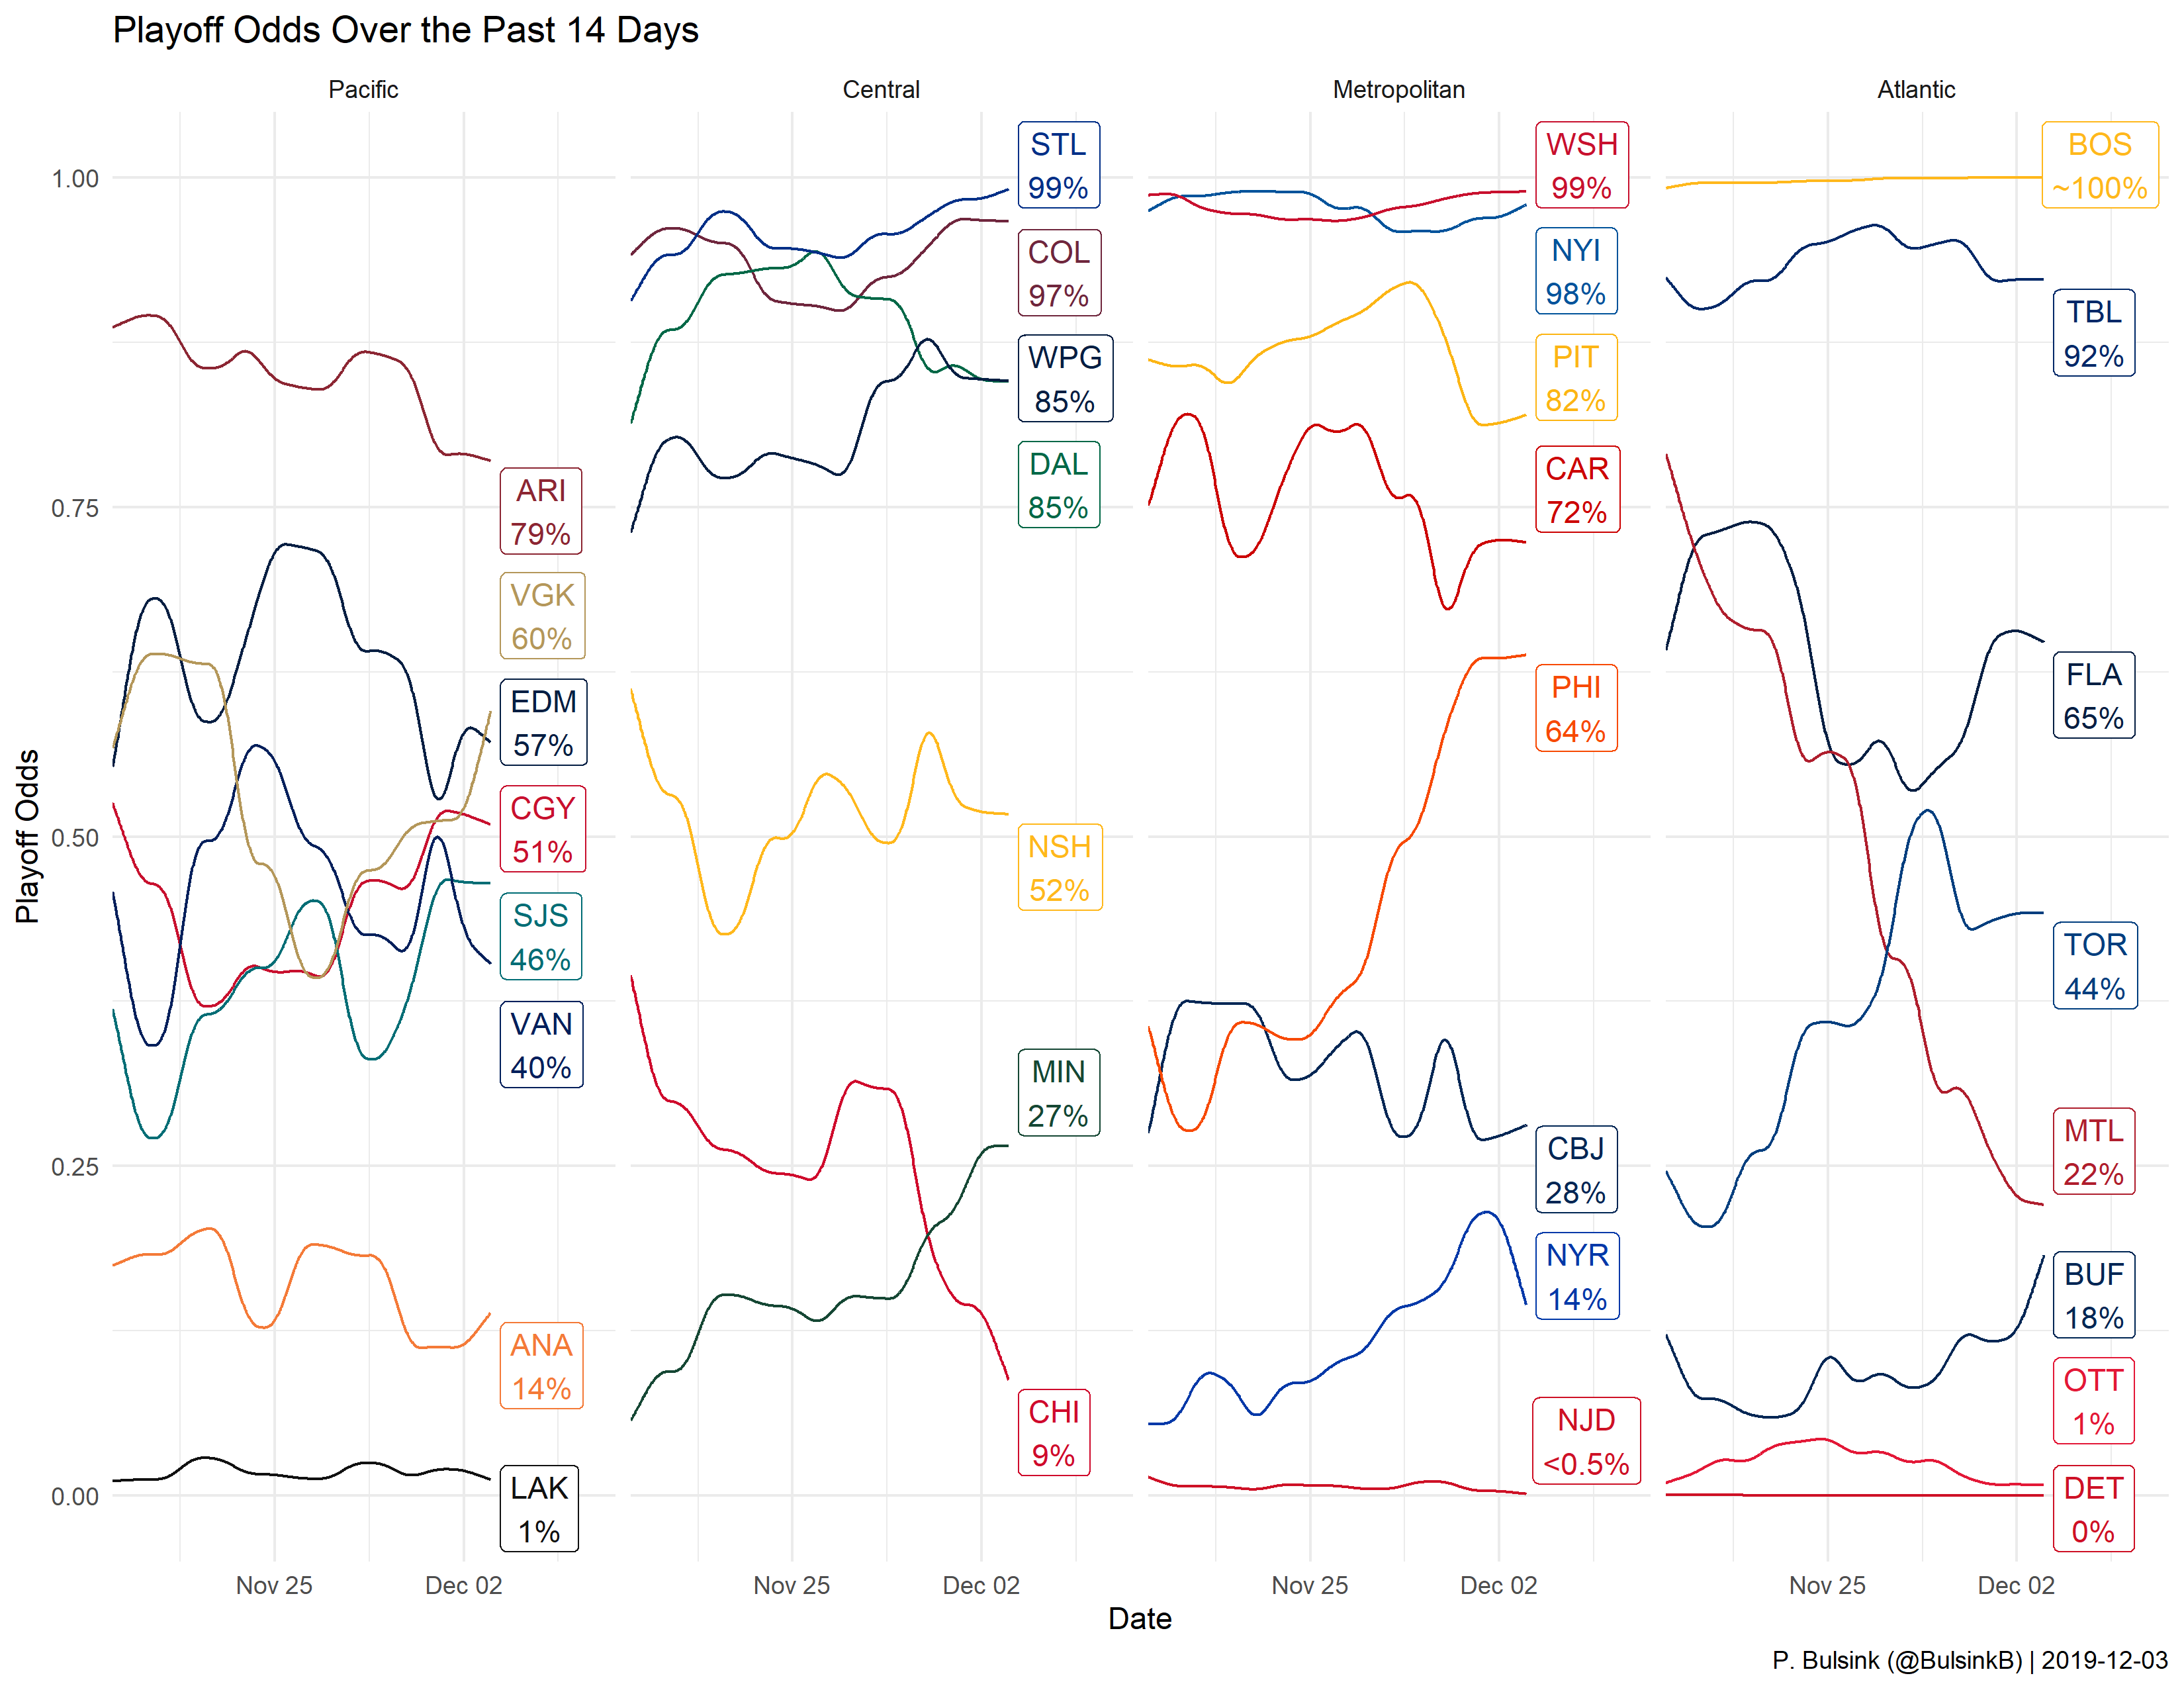 Playoff Odds Over the Past 14 Days
Pacific
Central
Metropolitan
Atlantic
Playoff Odds
1.00
0.75
0.50
0.25
0.00
ARI
79%
VGK
60%
EDM
57%
CGY
51%
SJS
46%
VAN
40%
ANA
14%
LAK
1%
STL
99%
COL
97%
WPG
85%
DAL
85%
NSH
52%
MIN
27%
CHI
9%
WSH
99%
NYI
98%
PIT
82%
CAR
72%
PHI
64%
CBJ
28%
NYR
14%
NJD
<0.5%
BOS
~100%
TBL
92%
FLA
65%
TOR
44%
MTL
22%
BUF
18%
OTT
1%
DET
0%
Nov 25
Dec 02
Nov 25
Dec 02
Nov 25
Dec 02
Nov 25
Dec 02
Date
P. Bulsink (@BulsinkB) | 2019-12-03